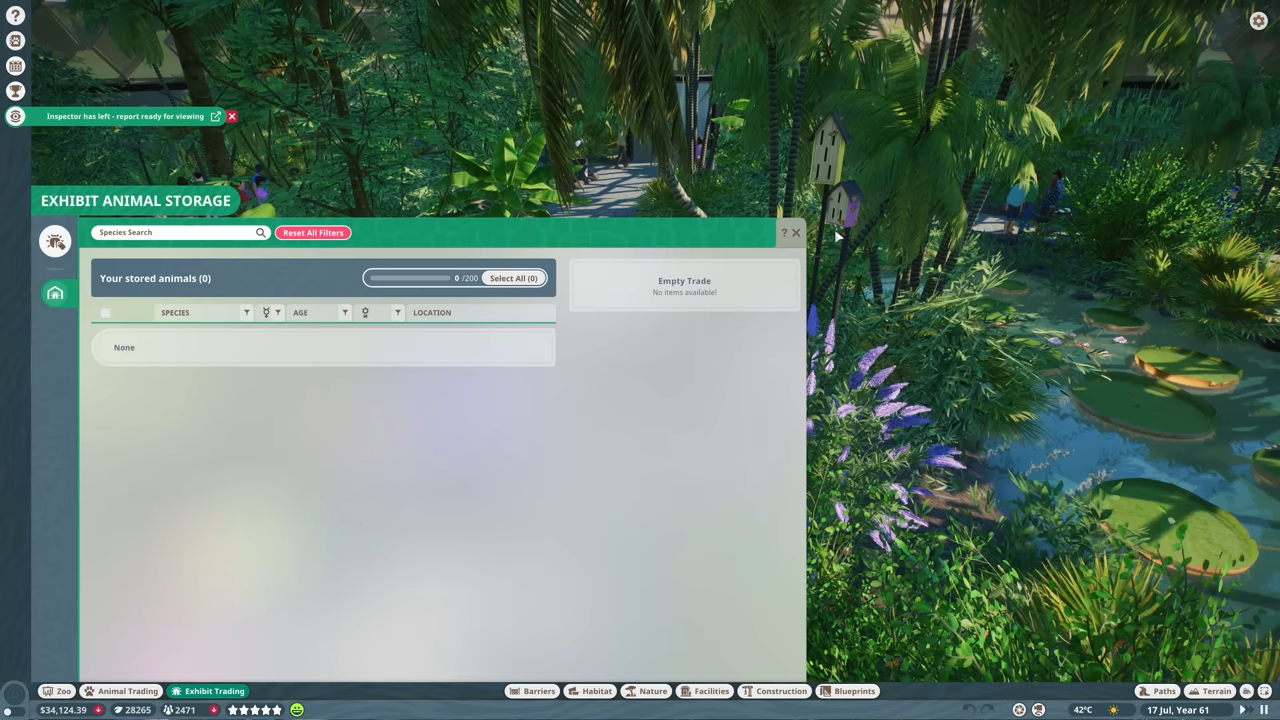 ?
Inspector has left - report ready for viewing
EXHIBIT ANIMAL STORAGE
Species Search
Reset All Filters
?
Your stored animals (0)
0 /200
Select All (0)
Empty Trade
No items available!
SPECIES
AGE
LOCATION
None
Zoo
Animal Trading
Exhibit Trading
Barriers
Habitat
Nature
Facilities
Construction
Blueprints
Paths
Terrain
$34,124.39
28265
2471
42°C
17 Jul, Year 61